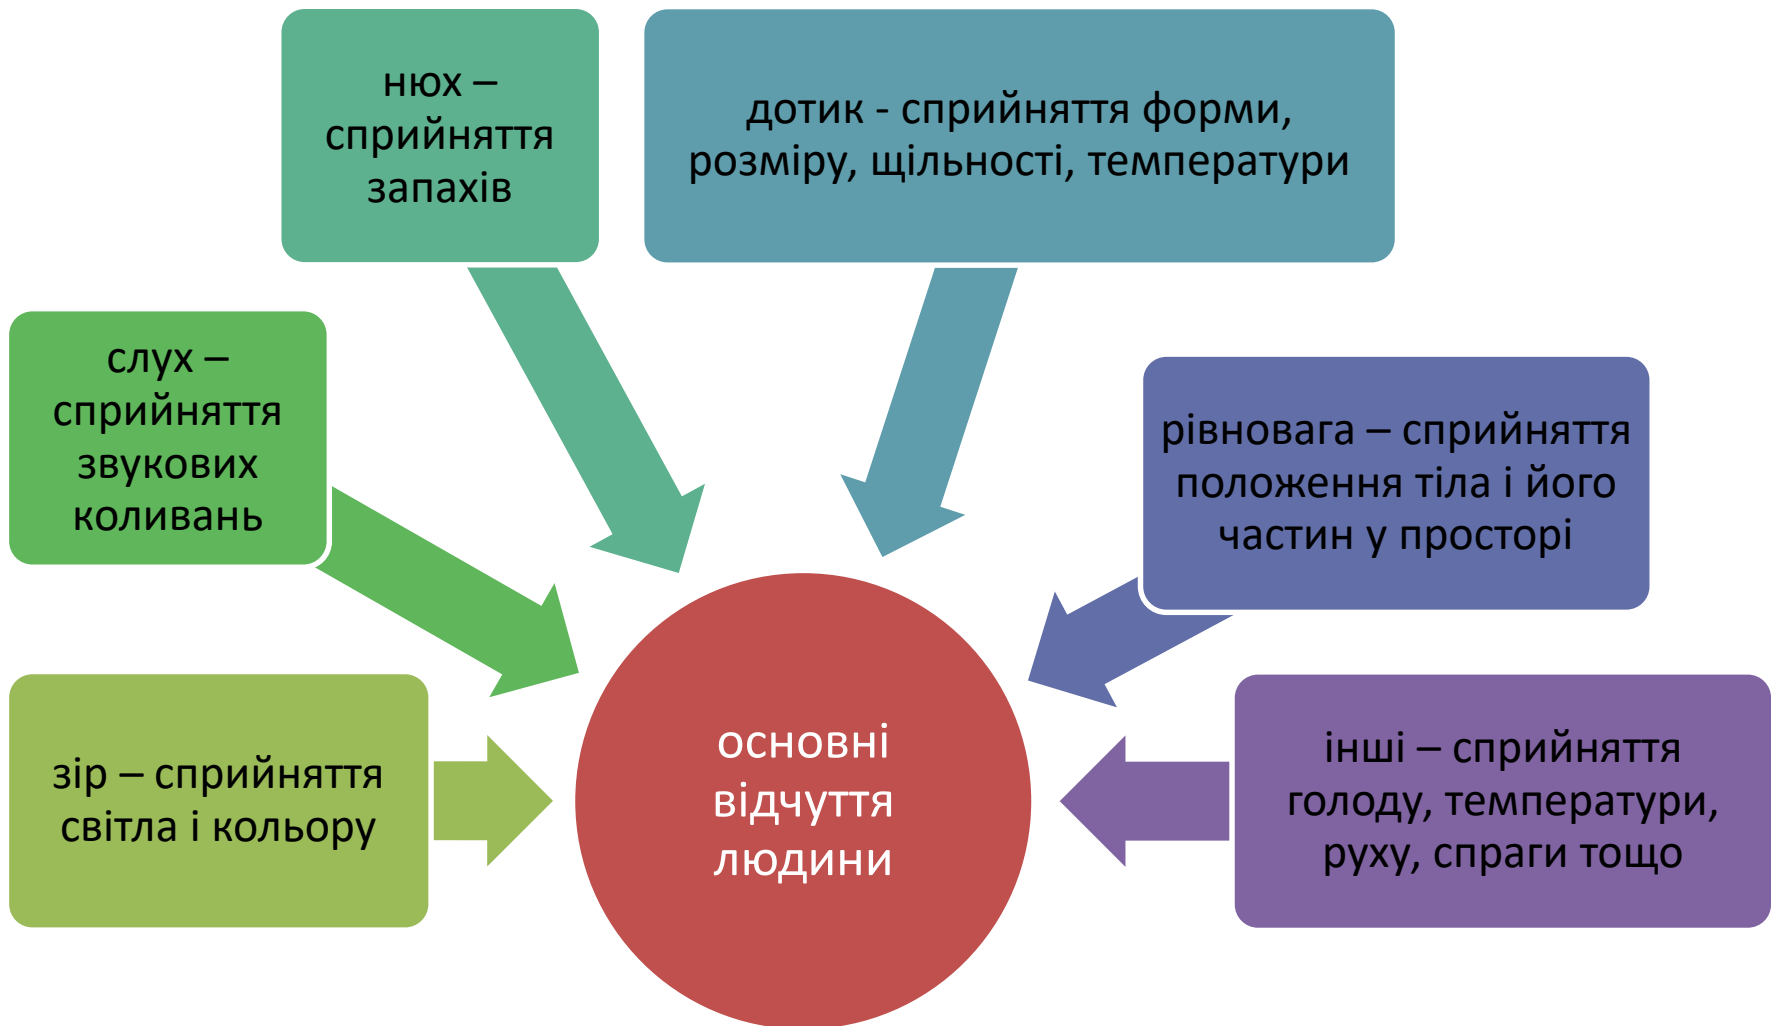 нюх –
сприйняття
запахів
дотик - сприйняття форми,
розміру, щільності, температури
слух –
сприйняття
звукових
коливань
рівновага – сприйняття
положення тіла і його
частин у просторі
зір – сприйняття
світла і кольору
основні
відчуття
людини
інші – сприйняття
голоду, температури,
руху, спраги тощо